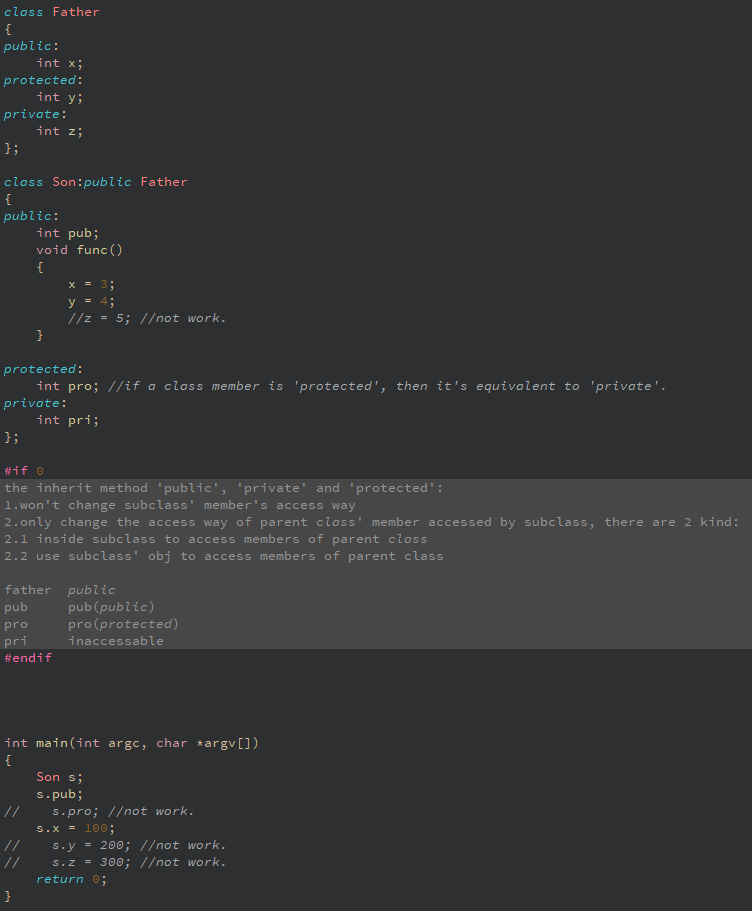 class Father
{
public:
    int x;
protected:
    int y;
private:
    int z;
};

class Son:public Father
{
public:
    int pub;
    void func()
    {
        x = 3;
        y = 4;
        //z = 5; //not work.
    }

protected:
    int pro; //if a class member is 'protected', then it's equivalent to 'private'.
private:
    int pri;
};

#if 0
the inherit method 'public', 'private' and 'protected':
1.won't change subclass' member's access way
2.only change the access way of parent class' member accessed by subclass, there are 2 kind:
2.1 inside subclass to access members of parent class
2.2 use subclass' obj to access members of parent class

father  public
pub     pub(public)
pro     pro(protected)
pri     inaccessable
#endif

int main(int argc, char *argv[])
{
    Son s;
    s.pub;
//    s.pro; //not work.
    s.x = 100;
//    s.y = 200; //not work.
//    s.z = 300; //not work.
    return 0;
}